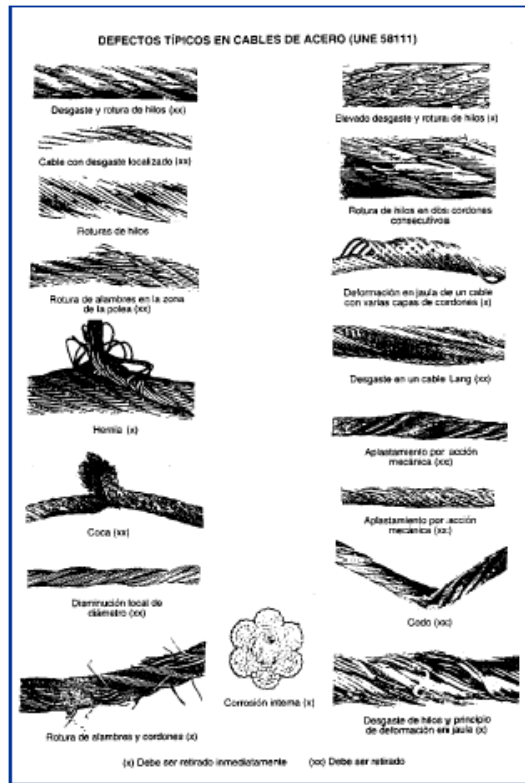 DEFECTOS TÍPICOS EN CABLES DE ACERO (UNE 58111)
Desgaste y rotura de hilos (xx)
Cable con desgaste localizado (xx)
Roturas de hilos
Rotura de alambres en la zona
de la polea (xx)
Hernia (x)
Coca (xx)
Disminución local de
diámetro (xx)
Rotura de alambres y cordones (x)
Corrosión interna (x)
Elevado desgaste y rotura de hilos (x)
Rotura de hilos en dos cordones
consecutivos
Deformación en jaula de un cable
con varias capas de cordones (x)
Desgaste en un cable Lang (xx)
Aplastamiento por acción
mecánica (xx)
Aplastamiento por acción
mecánica (xx)
Codo (xx)
Desgaste de hilos y principio
de deformación en jaula (x)
(x) Debe ser retirado inmediatamente (xx) Debe ser retirado